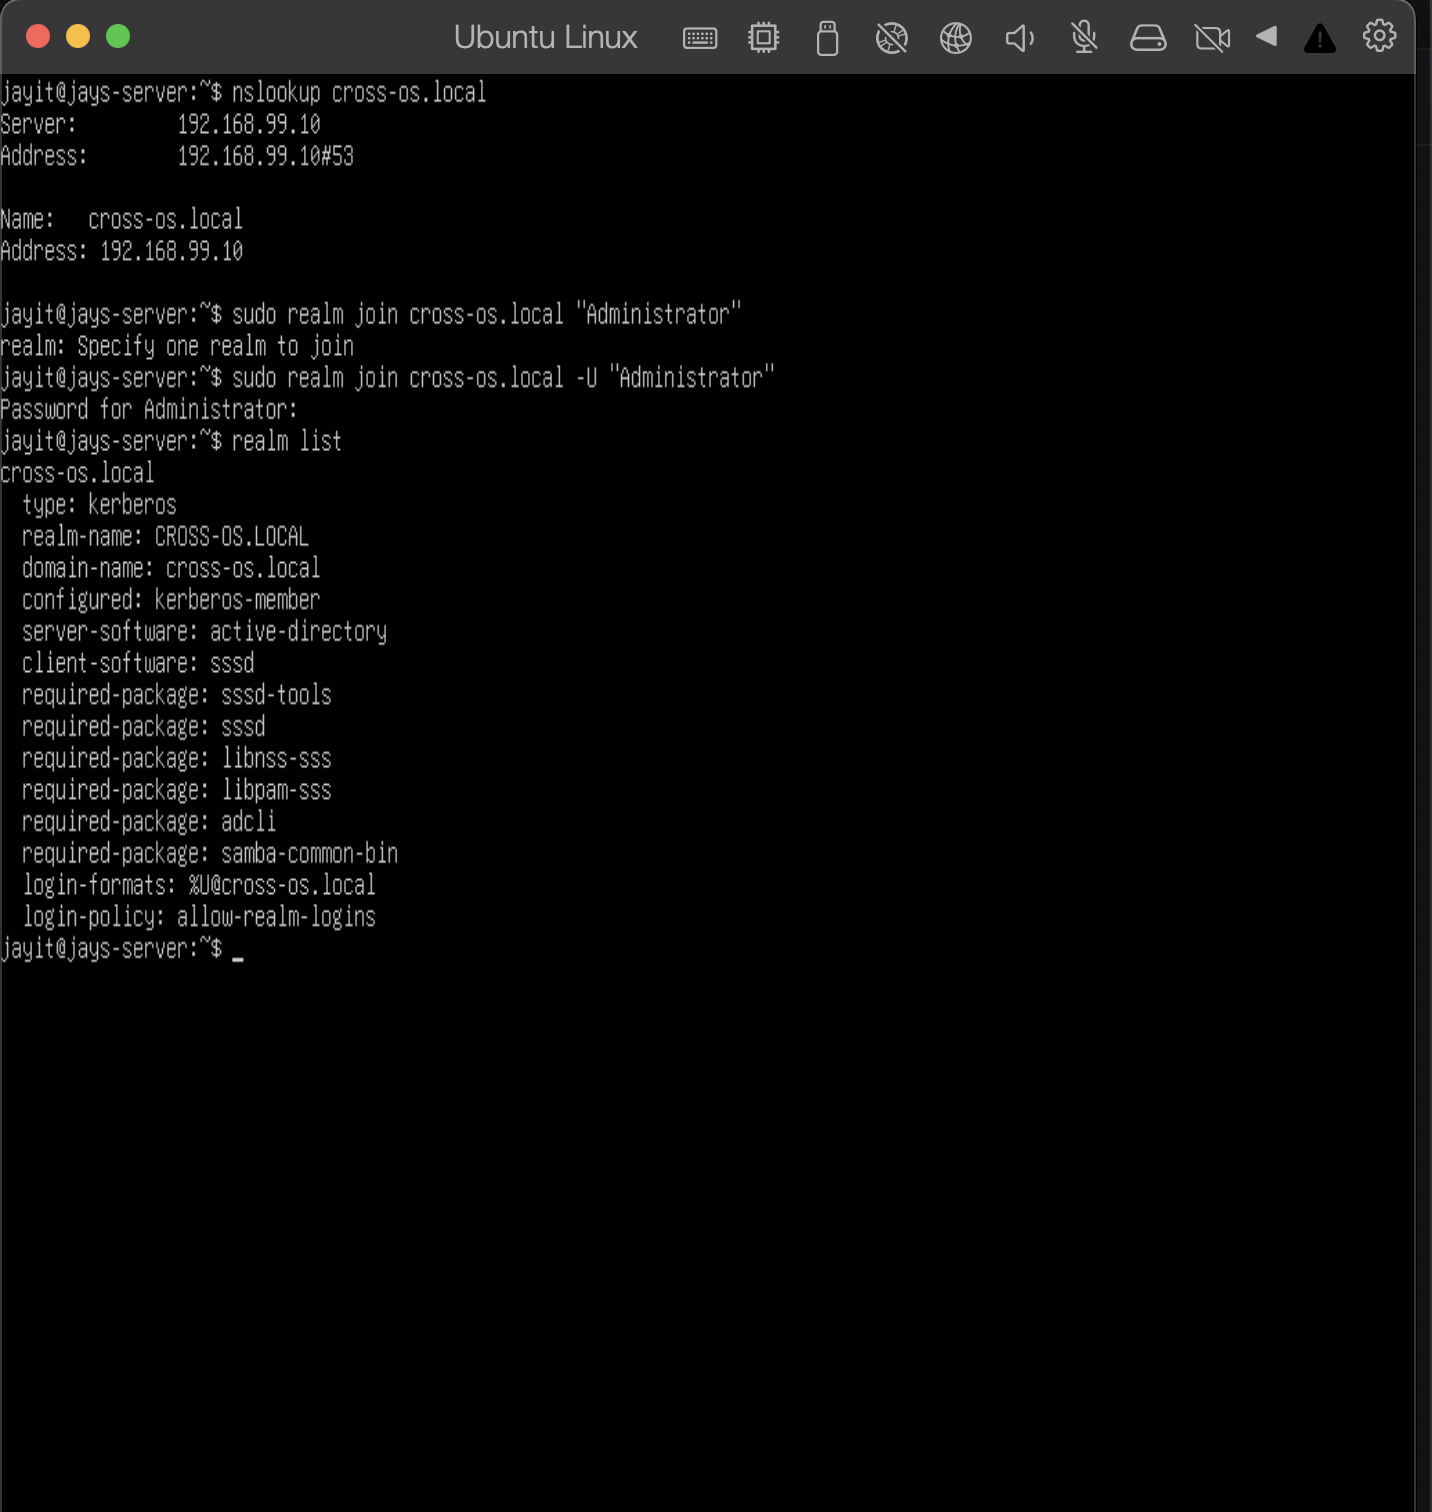 Ubuntu Linux
jayit@jays-server:~$ nslookup cross-os.local
Server:         192.168.99.10
Address:        192.168.99.10#53
Name:   cross-os.local
Address: 192.168.99.10
jayit@jays-server:~$ sudo realm join cross-os.local "Administrator"
realm: Specify one realm to join
jayit@jays-server:~$ sudo realm join cross-os.local -U "Administrator"
Password for Administrator:
jayit@jays-server:~$ realm list
cross-os.local
  type: kerberos
  realm-name: CROSS-OS.LOCAL
  domain-name: cross-os.local
  configured: kerberos-member
  server-software: active-directory
  client-software: sssd
  required-package: sssd-tools
  required-package: sssd
  required-package: libnss-sss
  required-package: libpam-sss
  required-package: adcli
  required-package: samba-common-bin
  login-formats: %U@cross-os.local
  login-policy: allow-realm-logins
jayit@jays-server:~$ _